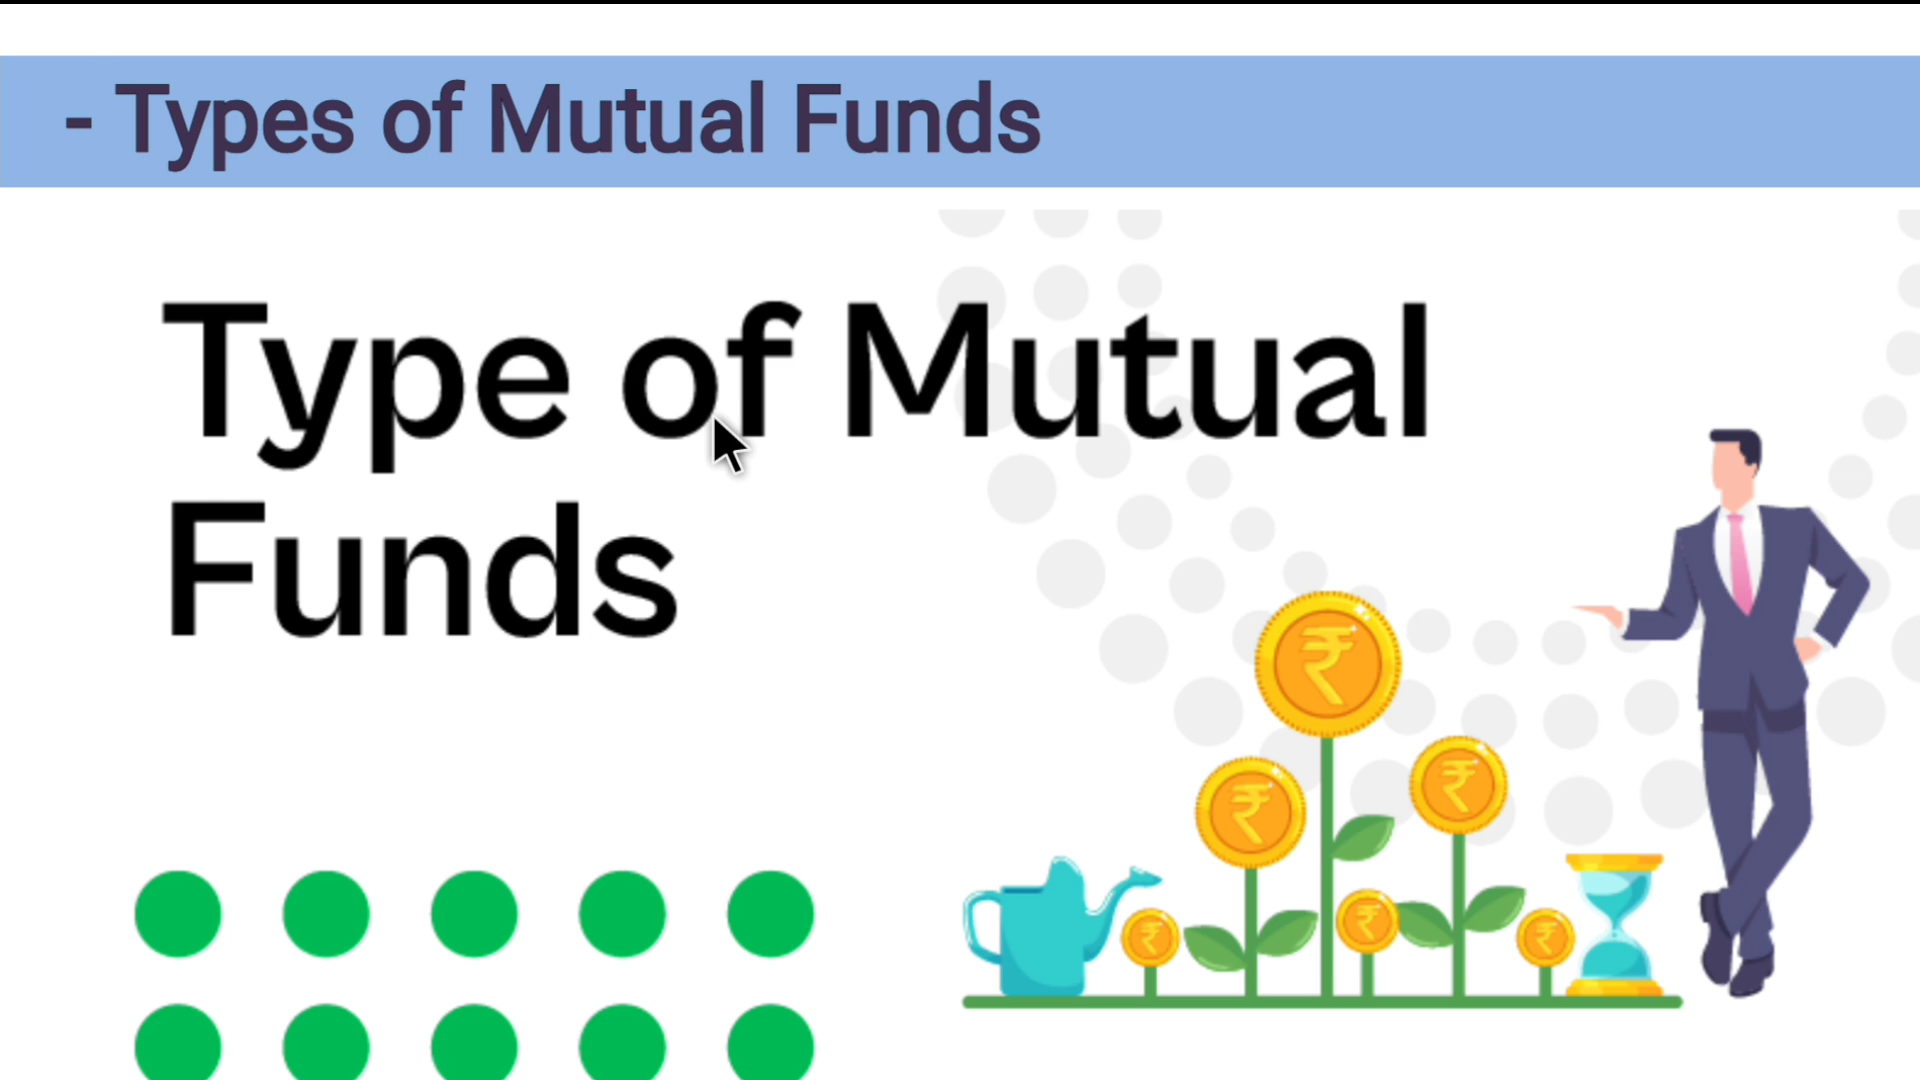 - Types of Mutual Funds
Type of Mutual
Funds
₹
₹
₹
₹
₹
₹